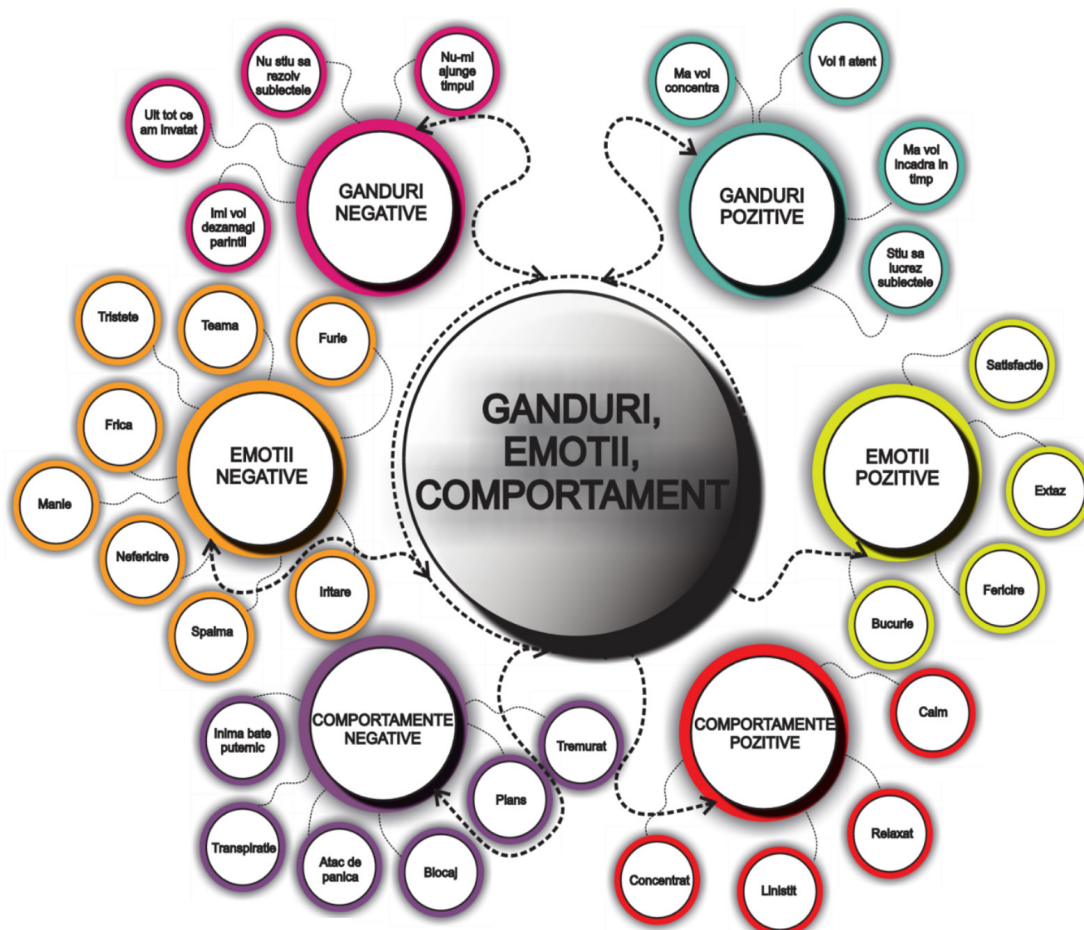 Nu stiu sa
rezolv
subiectele
Nu-mi
ajunge
timpul
Uit tot ce
am invatat
Imi voi
dezamagi
parintii
GANDURI
NEGATIVE
Ma voi
concentra
Voi fi atent
Ma voi
incadra in
timp
Stiu sa
lucrez
subiectele
GANDURI
POZITIVE
GANDURI,
EMOTII,
COMPORTAMENT
Tristete
Teama
Furie
Frica
Manie
Nefericire
Spaima
Iritare
EMOTII
NEGATIVE
Satisfactie
Extaz
Fericire
Bucurie
EMOTII
POZITIVE
COMPORTAMENTE
NEGATIVE
Inima bate
puternic
Transpiratie
Atac de
panica
Blocaj
Plans
Tremurat
COMPORTAMENTE
POZITIVE
Calm
Relaxat
Linistit
Concentrat